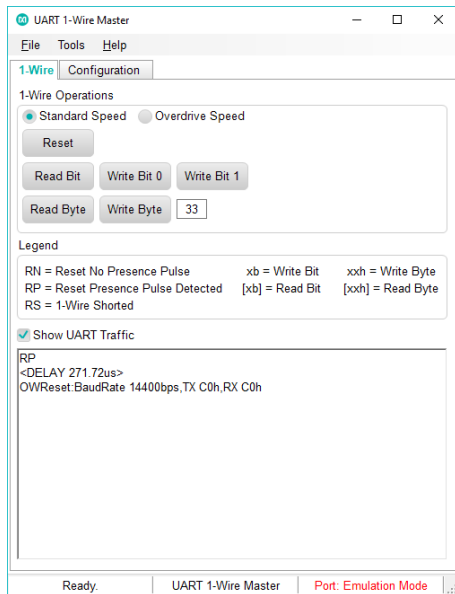 UART 1-Wire Master
File Tools Help
1-Wire Configuration
1-Wire Operations
Standard Speed Overdrive Speed
Reset
Read Bit Write Bit 0 Write Bit 1
Read Byte Write Byte 33
Legend
RN = Reset No Presence Pulse xb = Write Bit xxh = Write Byte
RP = Reset Presence Pulse Detected [xb] = Read Bit [xxh] = Read Byte
RS = 1-Wire Shorted
Show UART Traffic
RP
<DELAY 271.72us>
OWReset:BaudRate 14400bps,TX C0h,RX C0h
Ready. UART 1-Wire Master Port: Emulation Mode